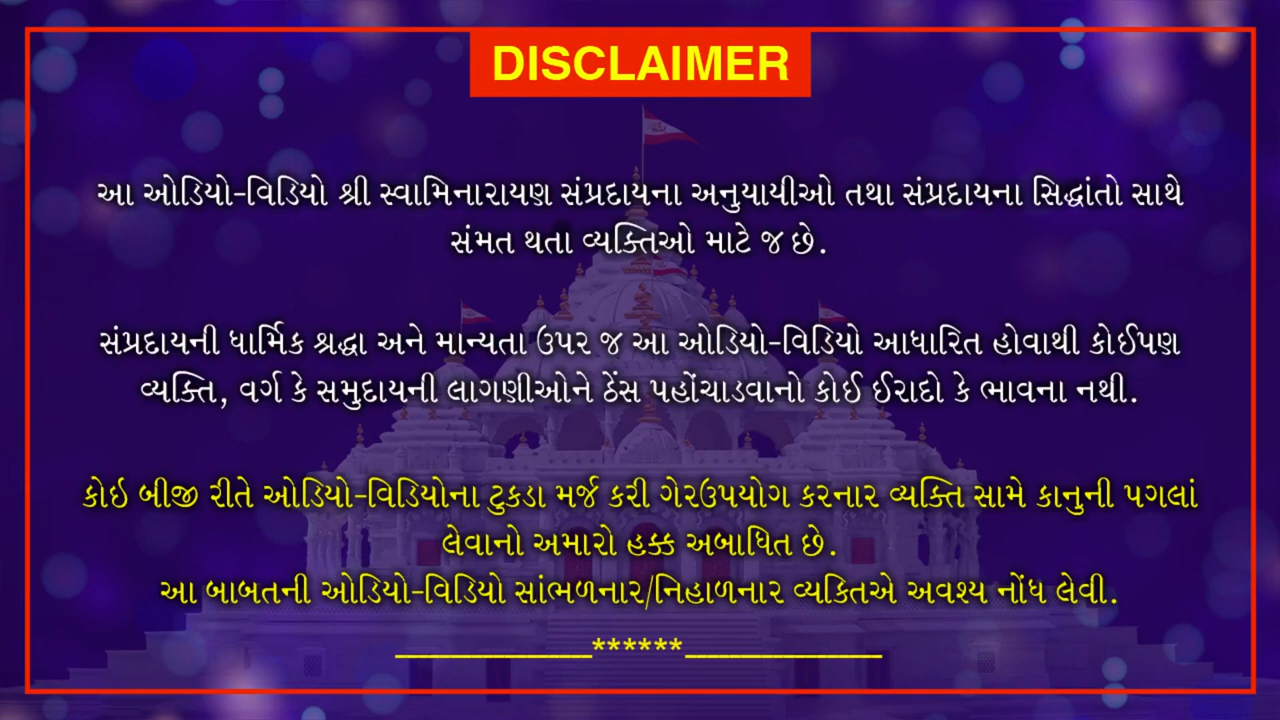 DISCLAIMER
આ ઓડિયો-વિડિયો શ્રી સ્વામિનારાયણ સંપ્રદાયના અનુયાયીઓ તથા સંપ્રદાયના સિદ્ધાંતો સાથે
સંમત થતા વ્યક્તિઓ માટે જ છે.
સંપ્રદાયની ધાર્મિક શ્રદ્ધા અને માન્યતા ઉપર જ આ ઓડિયો-વિડિયો આધારિત હોવાથી કોઈપણ
વ્યક્તિ, વર્ગ કે સમુદાયની લાગણીઓને ઠેંસ પહોંચાડવાનો કોઈ ઈરાદો કે ભાવના નથી.
કોઇ બીજી રીતે ઓડિયો-વિડિયોના ટુકડા મર્જ કરી ગેરઉપયોગ કરનાર વ્યક્તિ સામે કાનુની પગલાં
લેવાનો અમારો હક્ક અબાધિત છે.
આ બાબતની ઓડિયો-વિડિયો સાંભળનાર/નિહાળનાર વ્યકિતએ અવશ્ય નોંધ લેવી.
_______________******_______________